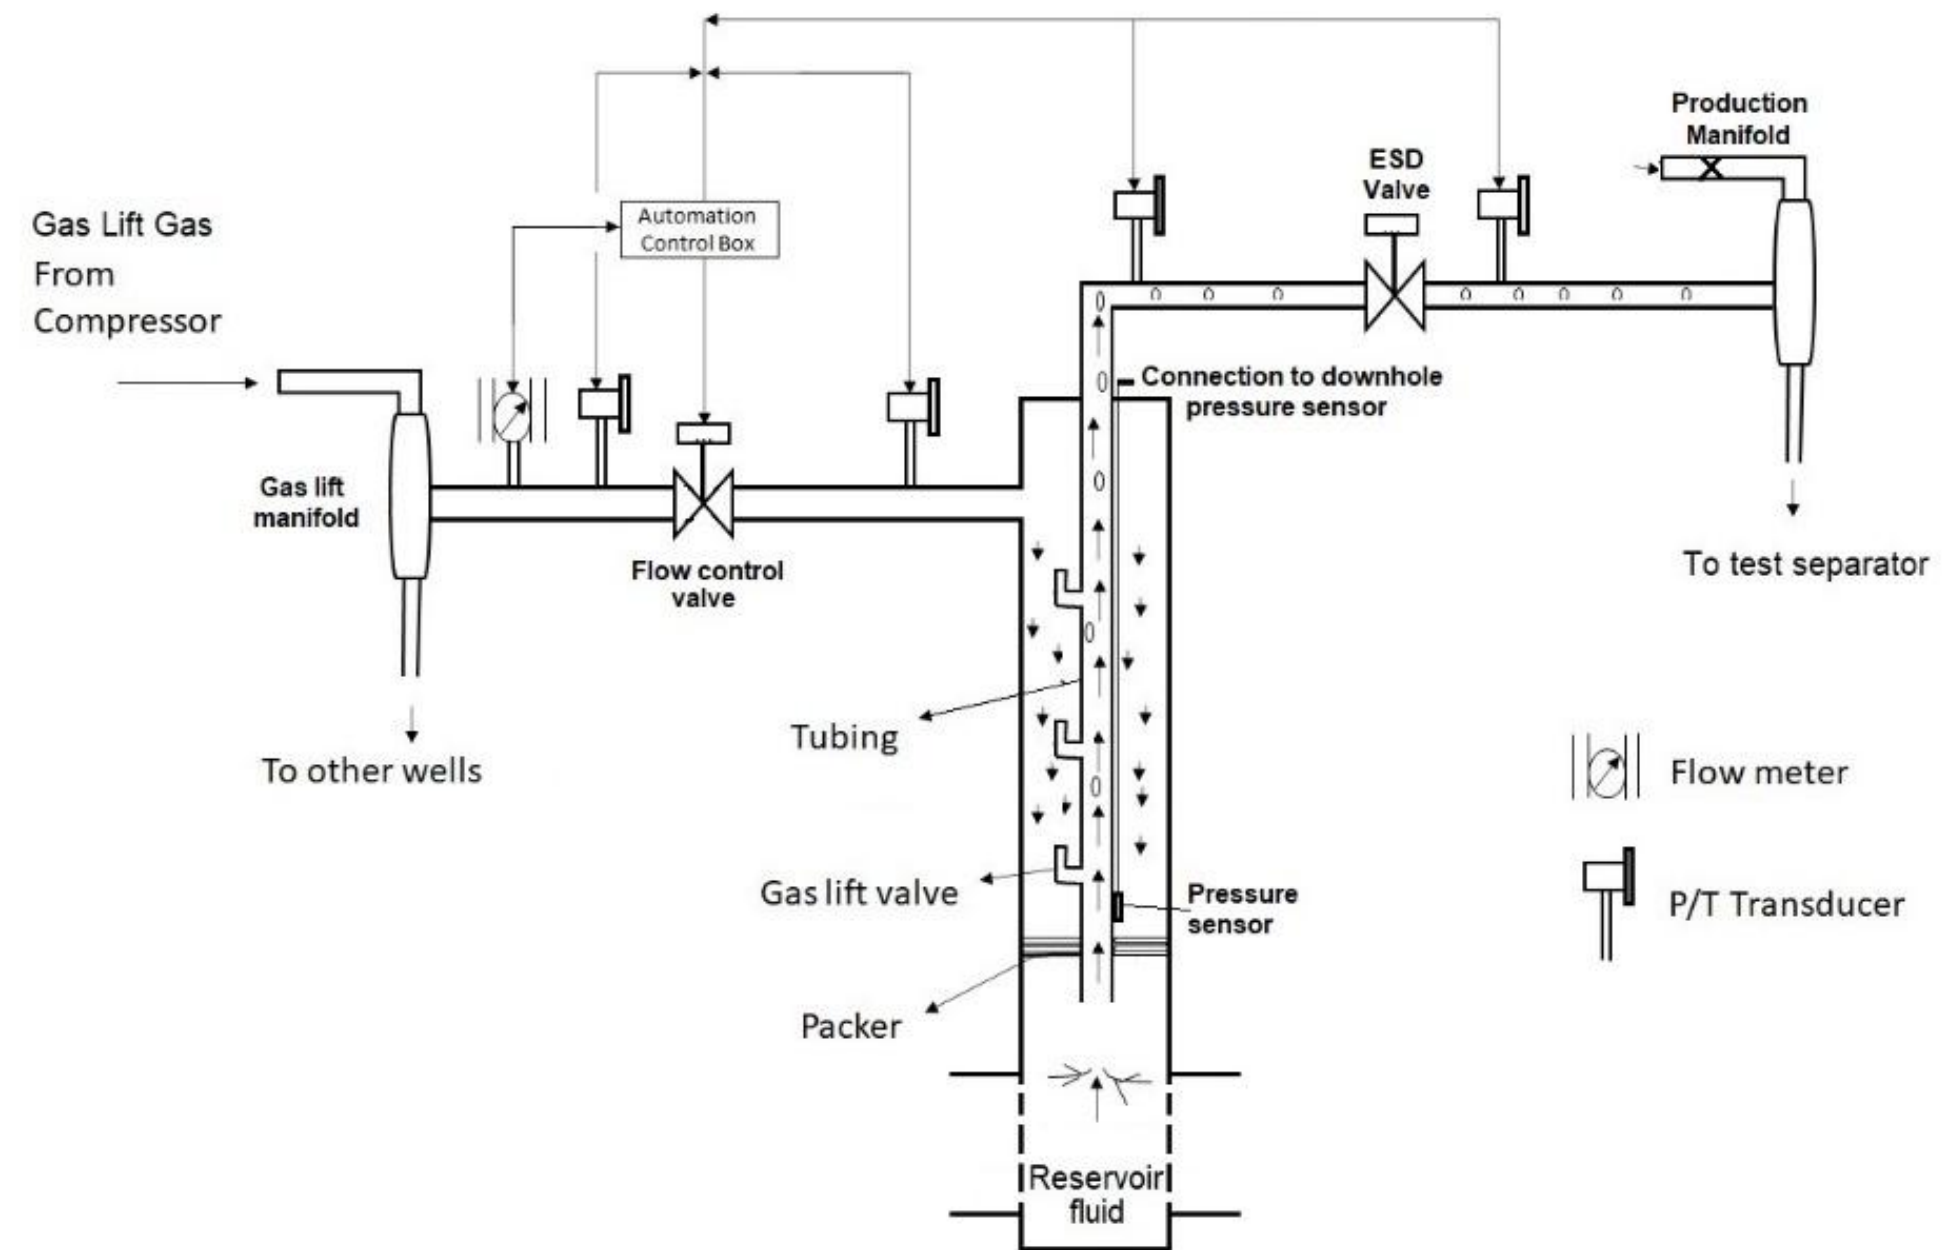 Production
Manifold
ESD
Valve
Automation
Control Box
Gas Lift Gas
From
Compressor
Connection to downhole
pressure sensor
Gas lift
manifold
Flow control
valve
To test separator
Tubing
To other wells
Flow meter
Gas lift valve
Pressure
sensor
P/T Transducer
Packer
Reservoir
fluid